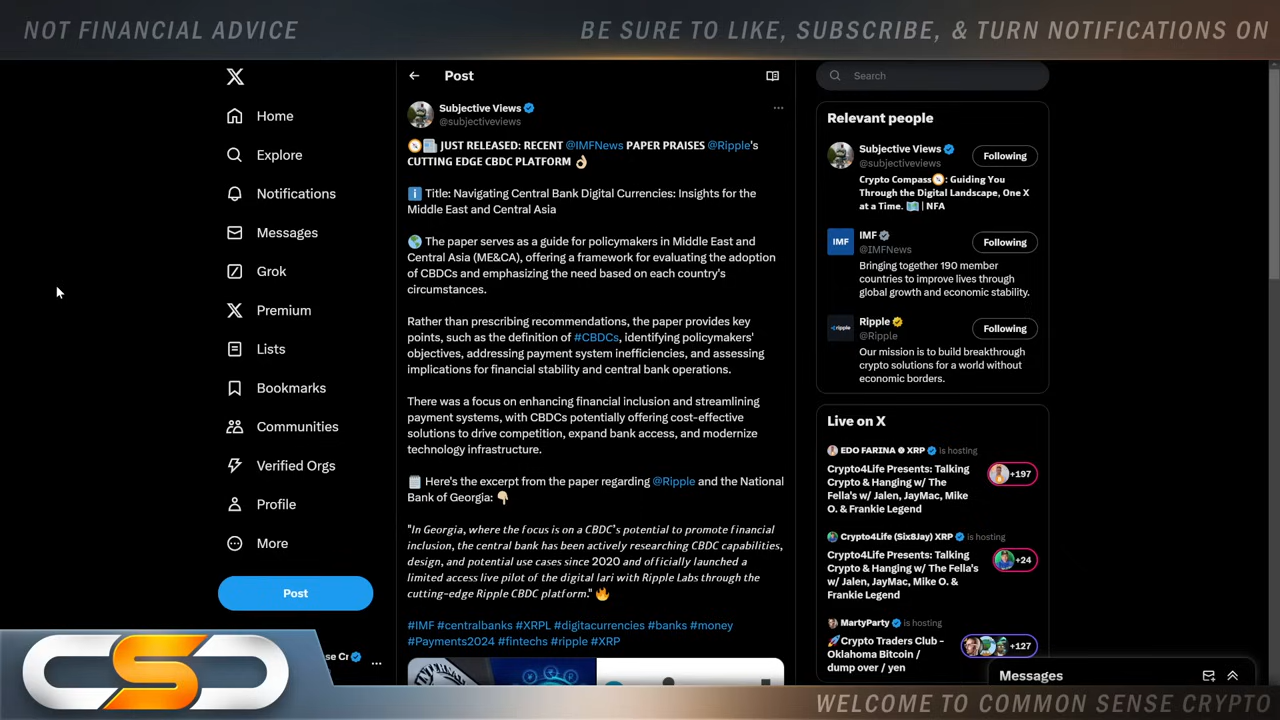 NOT FINANCIAL ADVICE
BE SURE TO LIKE, SUBSCRIBE, & TURN NOTIFICATIONS ON
Home
Explore
Notifications
Messages
Grok
Premium
Lists
Bookmarks
Communities
Verified Orgs
Profile
More
Post
se Cr
Post
Subjective Views
@subjectiveviews
JUST RELEASED: RECENT @IMFNews PAPER PRAISES @Ripple's
CUTTING EDGE CBDC PLATFORM 👌
ℹ️ Title: Navigating Central Bank Digital Currencies: Insights for the
Middle East and Central Asia
The paper serves as a guide for policymakers in Middle East and
Central Asia (ME&CA), offering a framework for evaluating the adoption
of CBDCs and emphasizing the need based on each country's
circumstances.
Rather than prescribing recommendations, the paper provides key
points, such as the definition of #CBDCs, identifying policymakers'
objectives, addressing payment system inefficiencies, and assessing
implications for financial stability and central bank operations.
There was a focus on enhancing financial inclusion and streamlining
payment systems, with CBDCs potentially offering cost-effective
solutions to drive competition, expand bank access, and modernize
technology infrastructure.
Here's the excerpt from the paper regarding @Ripple and the National
Bank of Georgia: 👇
"In Georgia, where the focus is on a CBDC's potential to promote financial
inclusion, the central bank has been actively researching CBDC capabilities,
design, and potential use cases since 2020 and officially launched a
limited access live pilot of the digital lari with Ripple Labs through the
cutting-edge Ripple CBDC platform." 🔥
#IMF #centralbanks #XRPL #digitacurrencies #banks #money
#Payments2024 #fintechs #ripple #XRP
Search
Relevant people
Subjective Views
@subjectiveviews
Following
Crypto Compass🧭: Guiding You
Through the Digital Landscape, One X
at a Time. 🗺️ | NFA
IMF
IMF
@IMFNews
Following
Bringing together 190 member
countries to improve lives through
global growth and economic stability.
ripple
Ripple
@Ripple
Following
Our mission is to build breakthrough
crypto solutions for a world without
economic borders.
Live on X
EDO FARINA XRP is hosting
Crypto4Life Presents: Talking
Crypto & Hanging w/ The
Fella's w/ Jalen, JayMac, Mike
O. & Frankie Legend
+197
Crypto4Life (Six8Jay) XRP is hosting
Crypto4Life Presents: Talking
Crypto & Hanging w/ The Fella's
w/ Jalen, JayMac, Mike O. &
Frankie Legend
+24
MartyParty is hosting
🚀Crypto Traders Club -
Oklahoma Bitcoin /
dump over / yen
+127
Messages
CSC
WELCOME TO COMMON SENSE CRYPTO